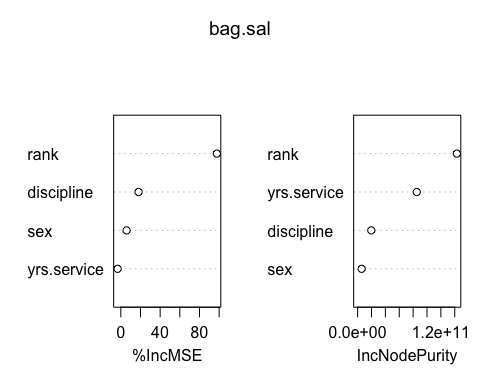 bag.sal
rank
discipline
sex
yrs.service
0 40 80
%IncMSE
rank
yrs.service
discipline
sex
0.0e+00 1.2e+11
IncNodePurity